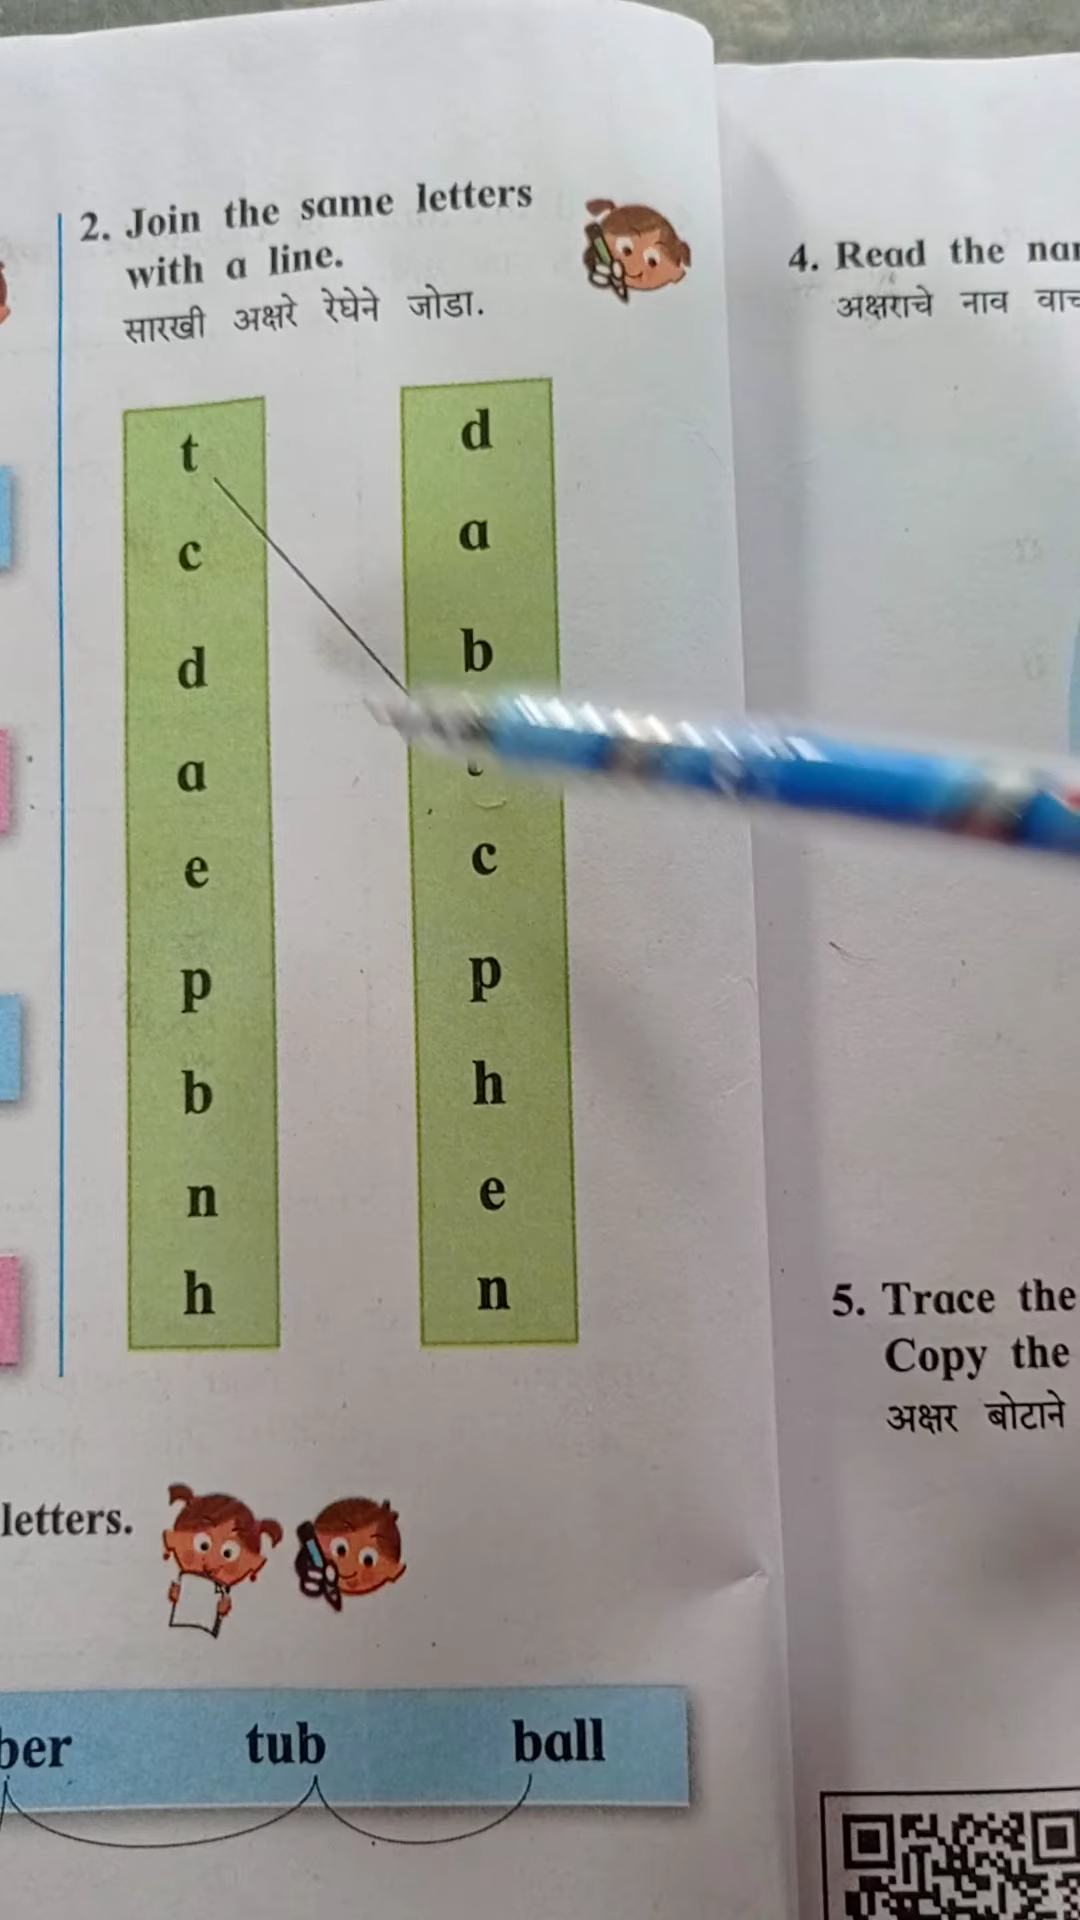 2. Join the same letters
with a line.
सारखी अक्षरे रेघेने जोडा.
t
c
d
a
e
p
b
n
h
d
a
b
c
p
h
e
n
letters.
tub ball
4. Read the
अक्षराचे नाव
5. Trace the
Copy the
अक्षर बोटाने